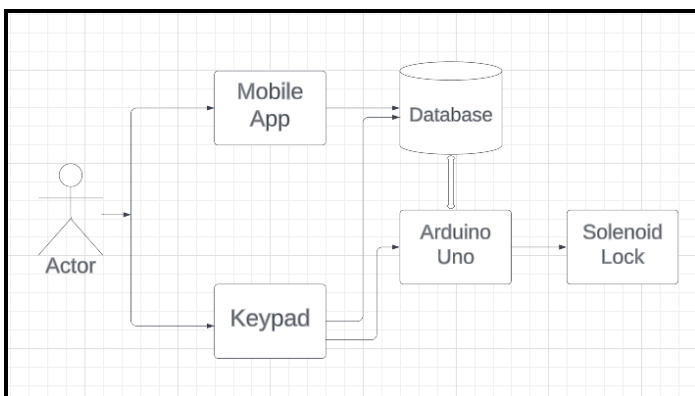 Mobile
App
Database
Actor
Arduino
Uno
Solenoid
Lock
Keypad